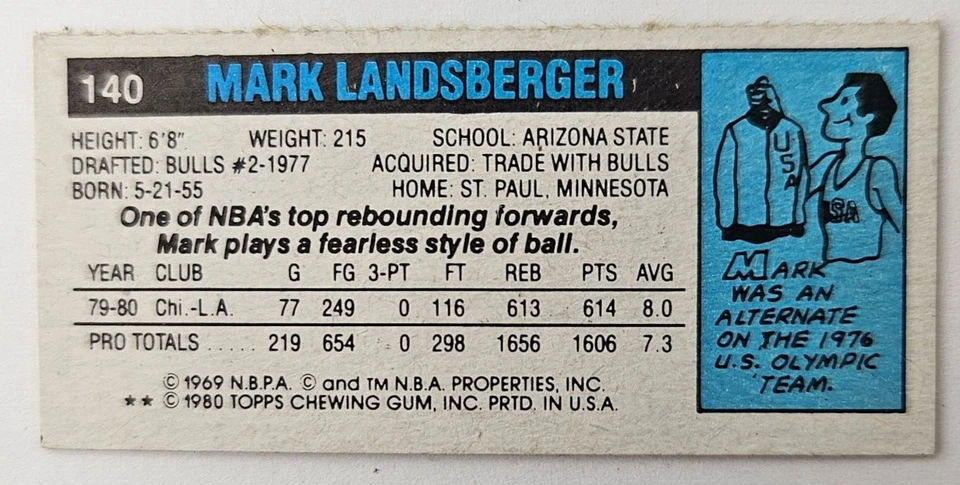 140 MARK LANDSBERGER
HEIGHT: 6'8" WEIGHT: 215 SCHOOL: ARIZONA STATE
DRAFTED: BULLS #2-1977 ACQUIRED: TRADE WITH BULLS
BORN: 5-21-55 HOME: ST. PAUL, MINNESOTA
One of NBA's top rebounding forwards,
Mark plays a fearless style of ball.
YEAR CLUB G FG 3-PT FT REB PTS AVG
79-80 Chi.-L.A. 77 249 0 116 613 614 8.0
PRO TOTALS ..... 219 654 0 298 1656 1606 7.3
© 1969 N.B.P.A. © and TM N.B.A. PROPERTIES, INC.
★★ © 1980 TOPPS CHEWING GUM, INC. PRTD. IN U.S.A.
USA
USA
MARK
WAS AN
ALTERNATE
ON THE 1976
U.S. OLYMPIC
TEAM.